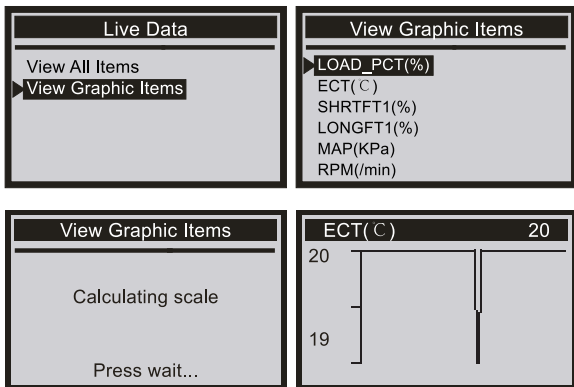 Live Data
View All Items
View Graphic Items
View Graphic Items
LOAD_PCT(%)
ECT(℃)
SHRTFT1(%)
LONGFT1(%)
MAP(KPa)
RPM(/min)
View Graphic Items
Calculating scale
Press wait...
ECT(℃) 20
20
19